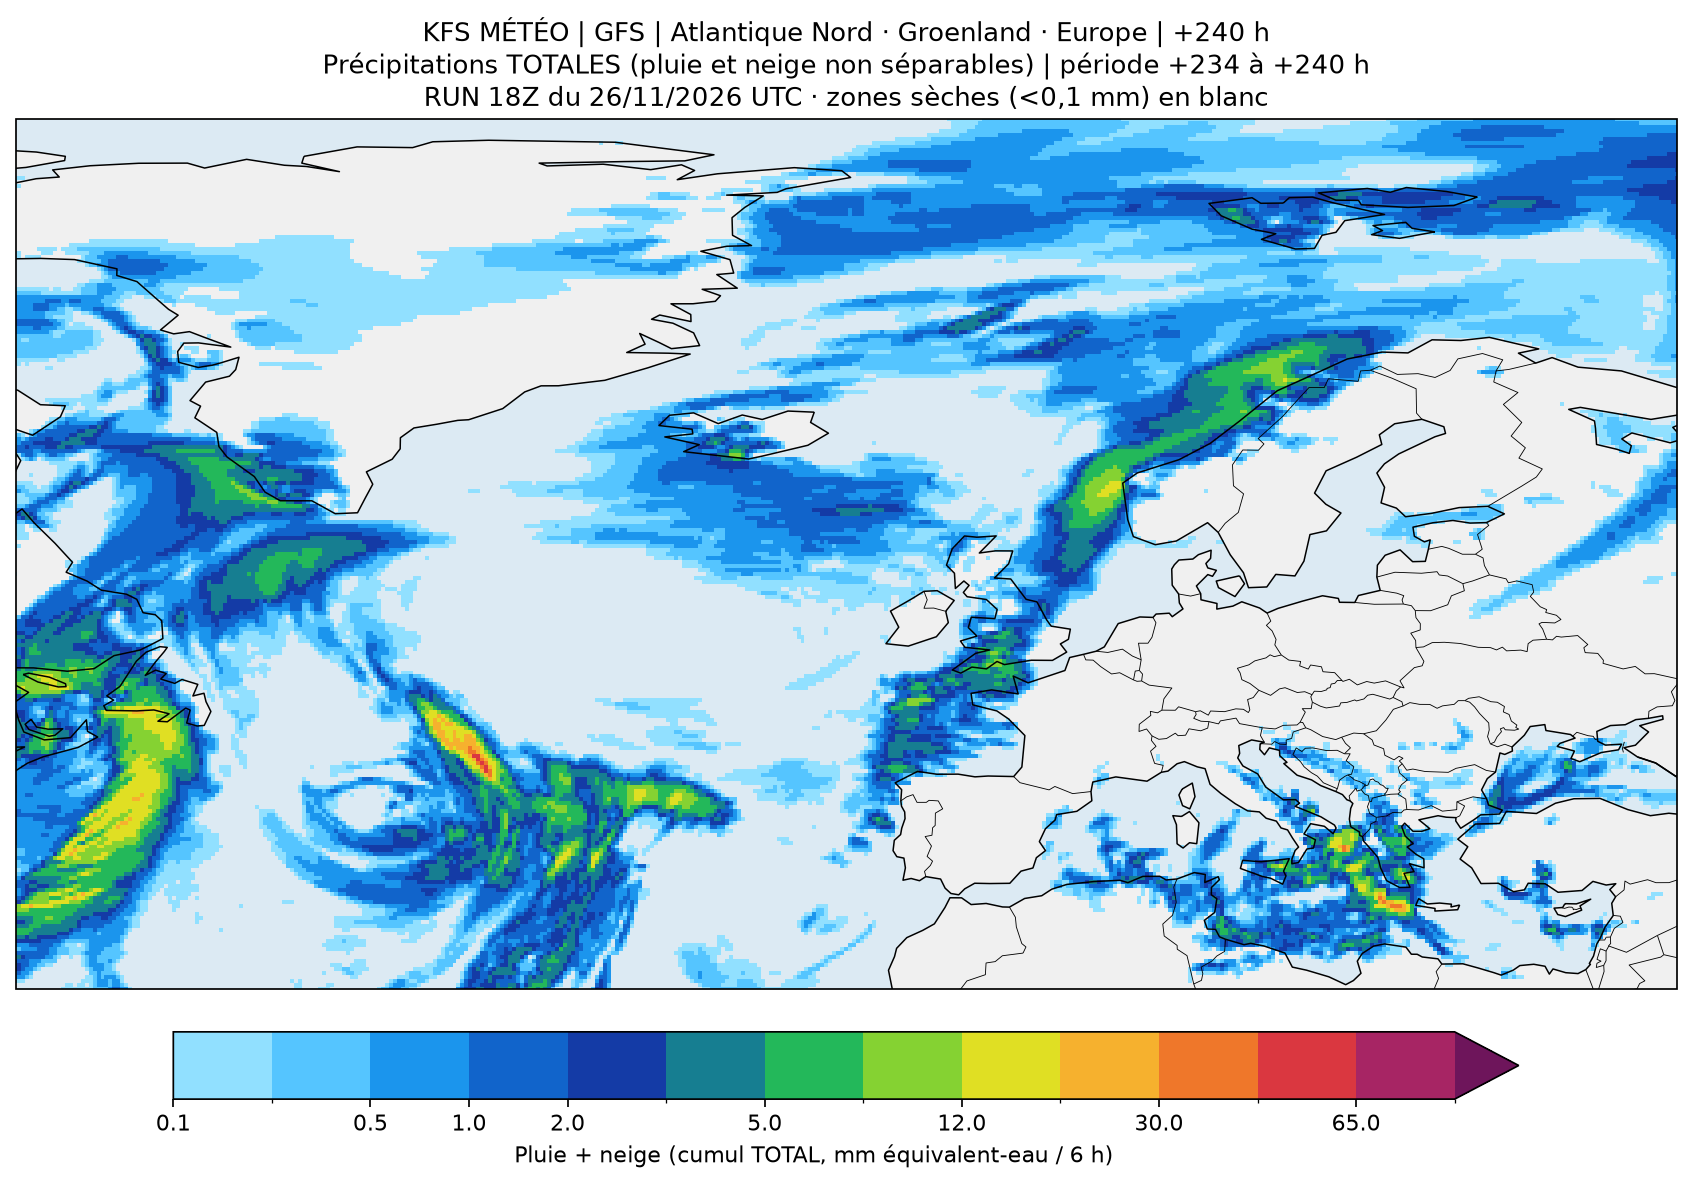 KFS MÉTÉO | GFS | Atlantique Nord · Groenland · Europe | +240 h
Précipitations TOTALES (pluie et neige non séparables) | période +234 à +240 h
RUN 18Z du 26/11/2026 UTC · zones sèches (<0,1 mm) en blanc
0.1 0.5 1.0 2.0 5.0 12.0 30.0 65.0
Pluie + neige (cumul TOTAL, mm équivalent-eau / 6 h)